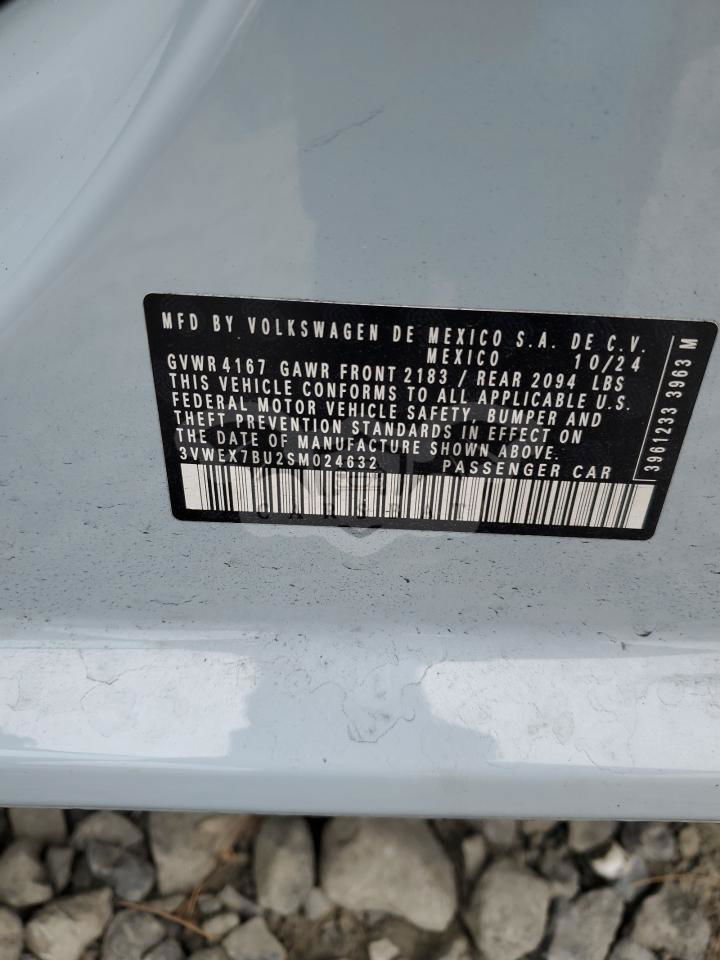 MFD BY VOLKSWAGEN DE MEXICO S.A. DE C.V.
MEXICO 10/24
GVWR 4167 GAWR FRONT 2183 / REAR 2094 LBS
THIS VEHICLE CONFORMS TO ALL APPLICABLE U.S.
FEDERAL MOTOR VEHICLE SAFETY, BUMPER AND
THEFT PREVENTION STANDARDS IN EFFECT ON
THE DATE OF MANUFACTURE SHOWN ABOVE.
3VWEX7BU2SM024632 PASSENGER CAR
3961233 3963 M